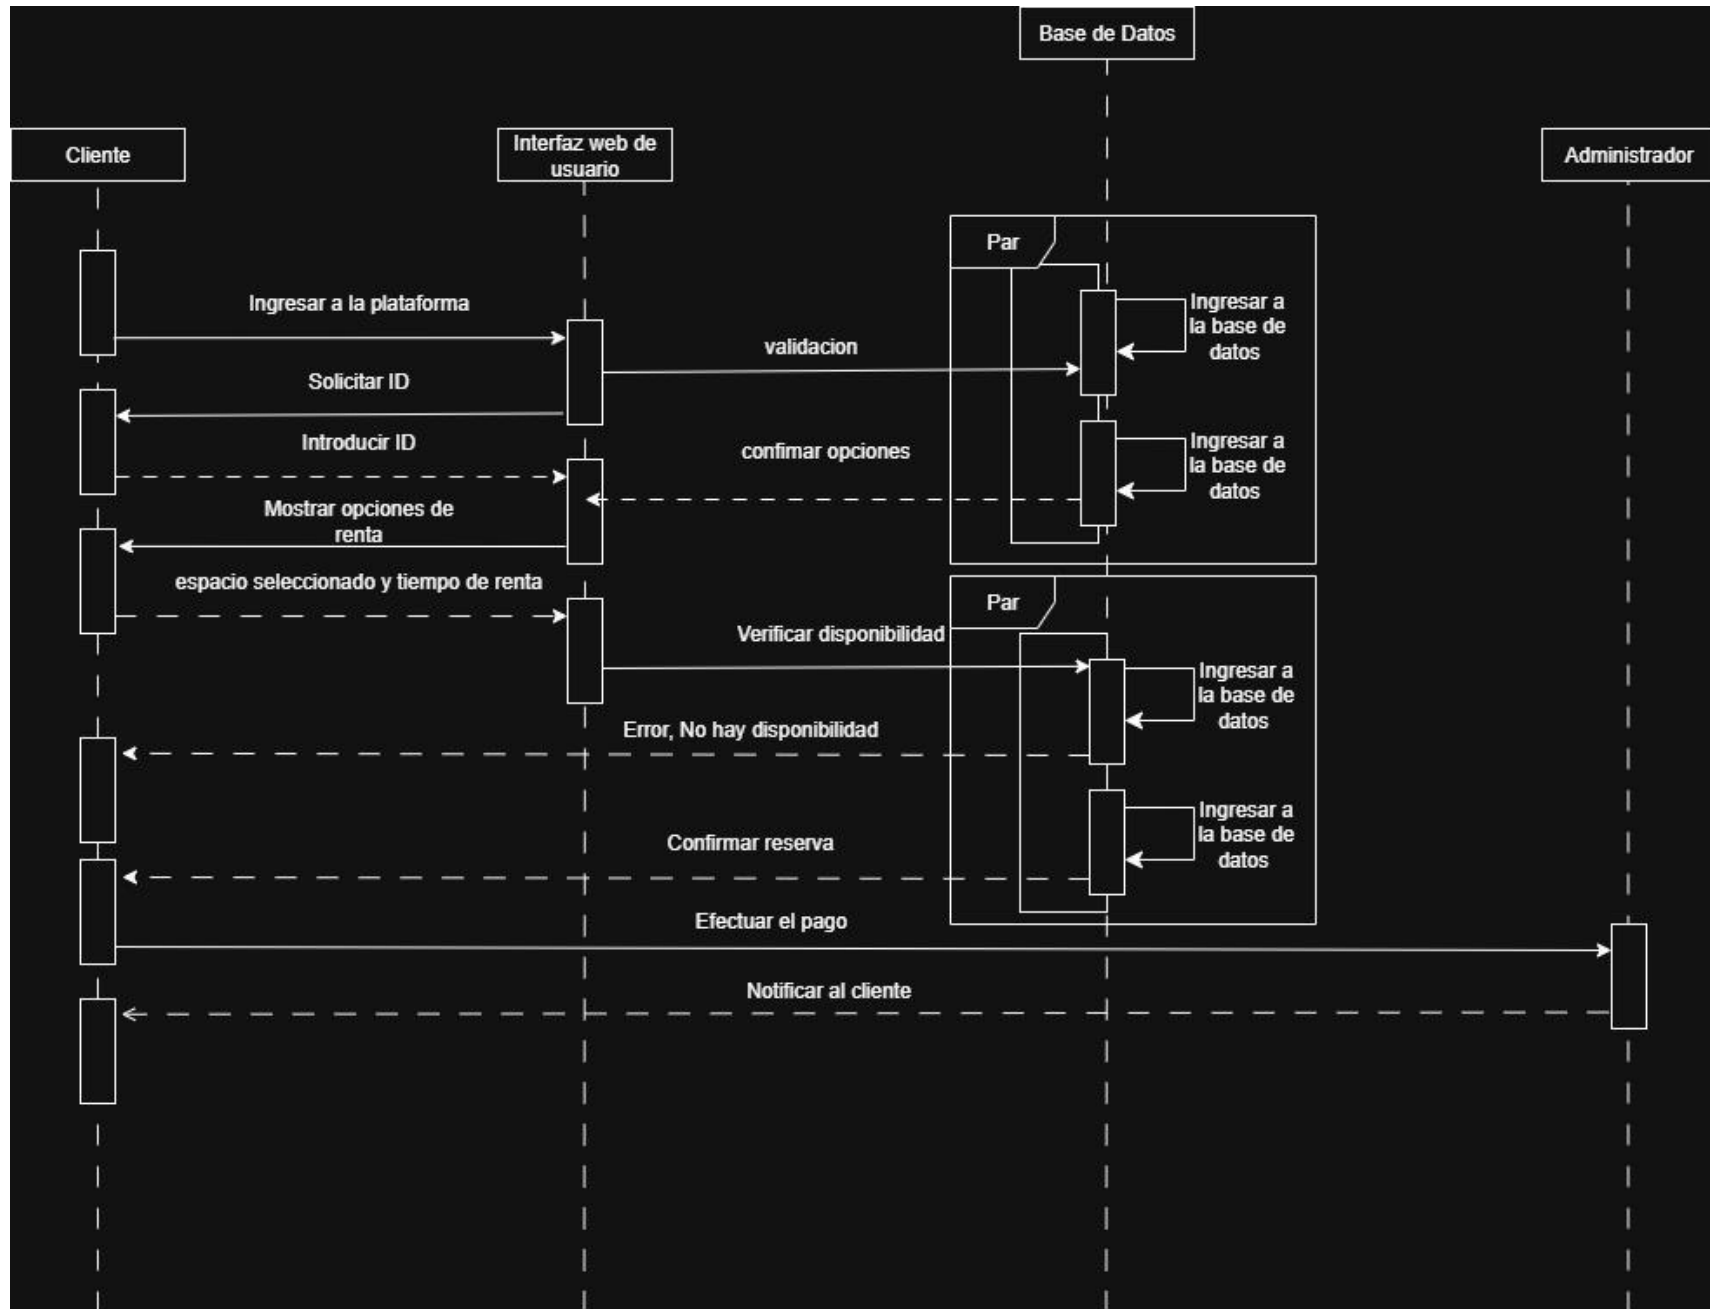 Base de Datos
Cliente
Interfaz web de
usuario
Administrador
Par
Ingresar a la plataforma
Ingresar a
la base de
datos
validacion
Solicitar ID
Introducir ID
confimar opciones
Ingresar a
la base de
datos
Mostrar opciones de
renta
espacio seleccionado y tiempo de renta
Par
Verificar disponibilidad
Ingresar a
la base de
datos
Error, No hay disponibilidad
Ingresar a
la base de
datos
Confirmar reserva
Efectuar el pago
Notificar al cliente